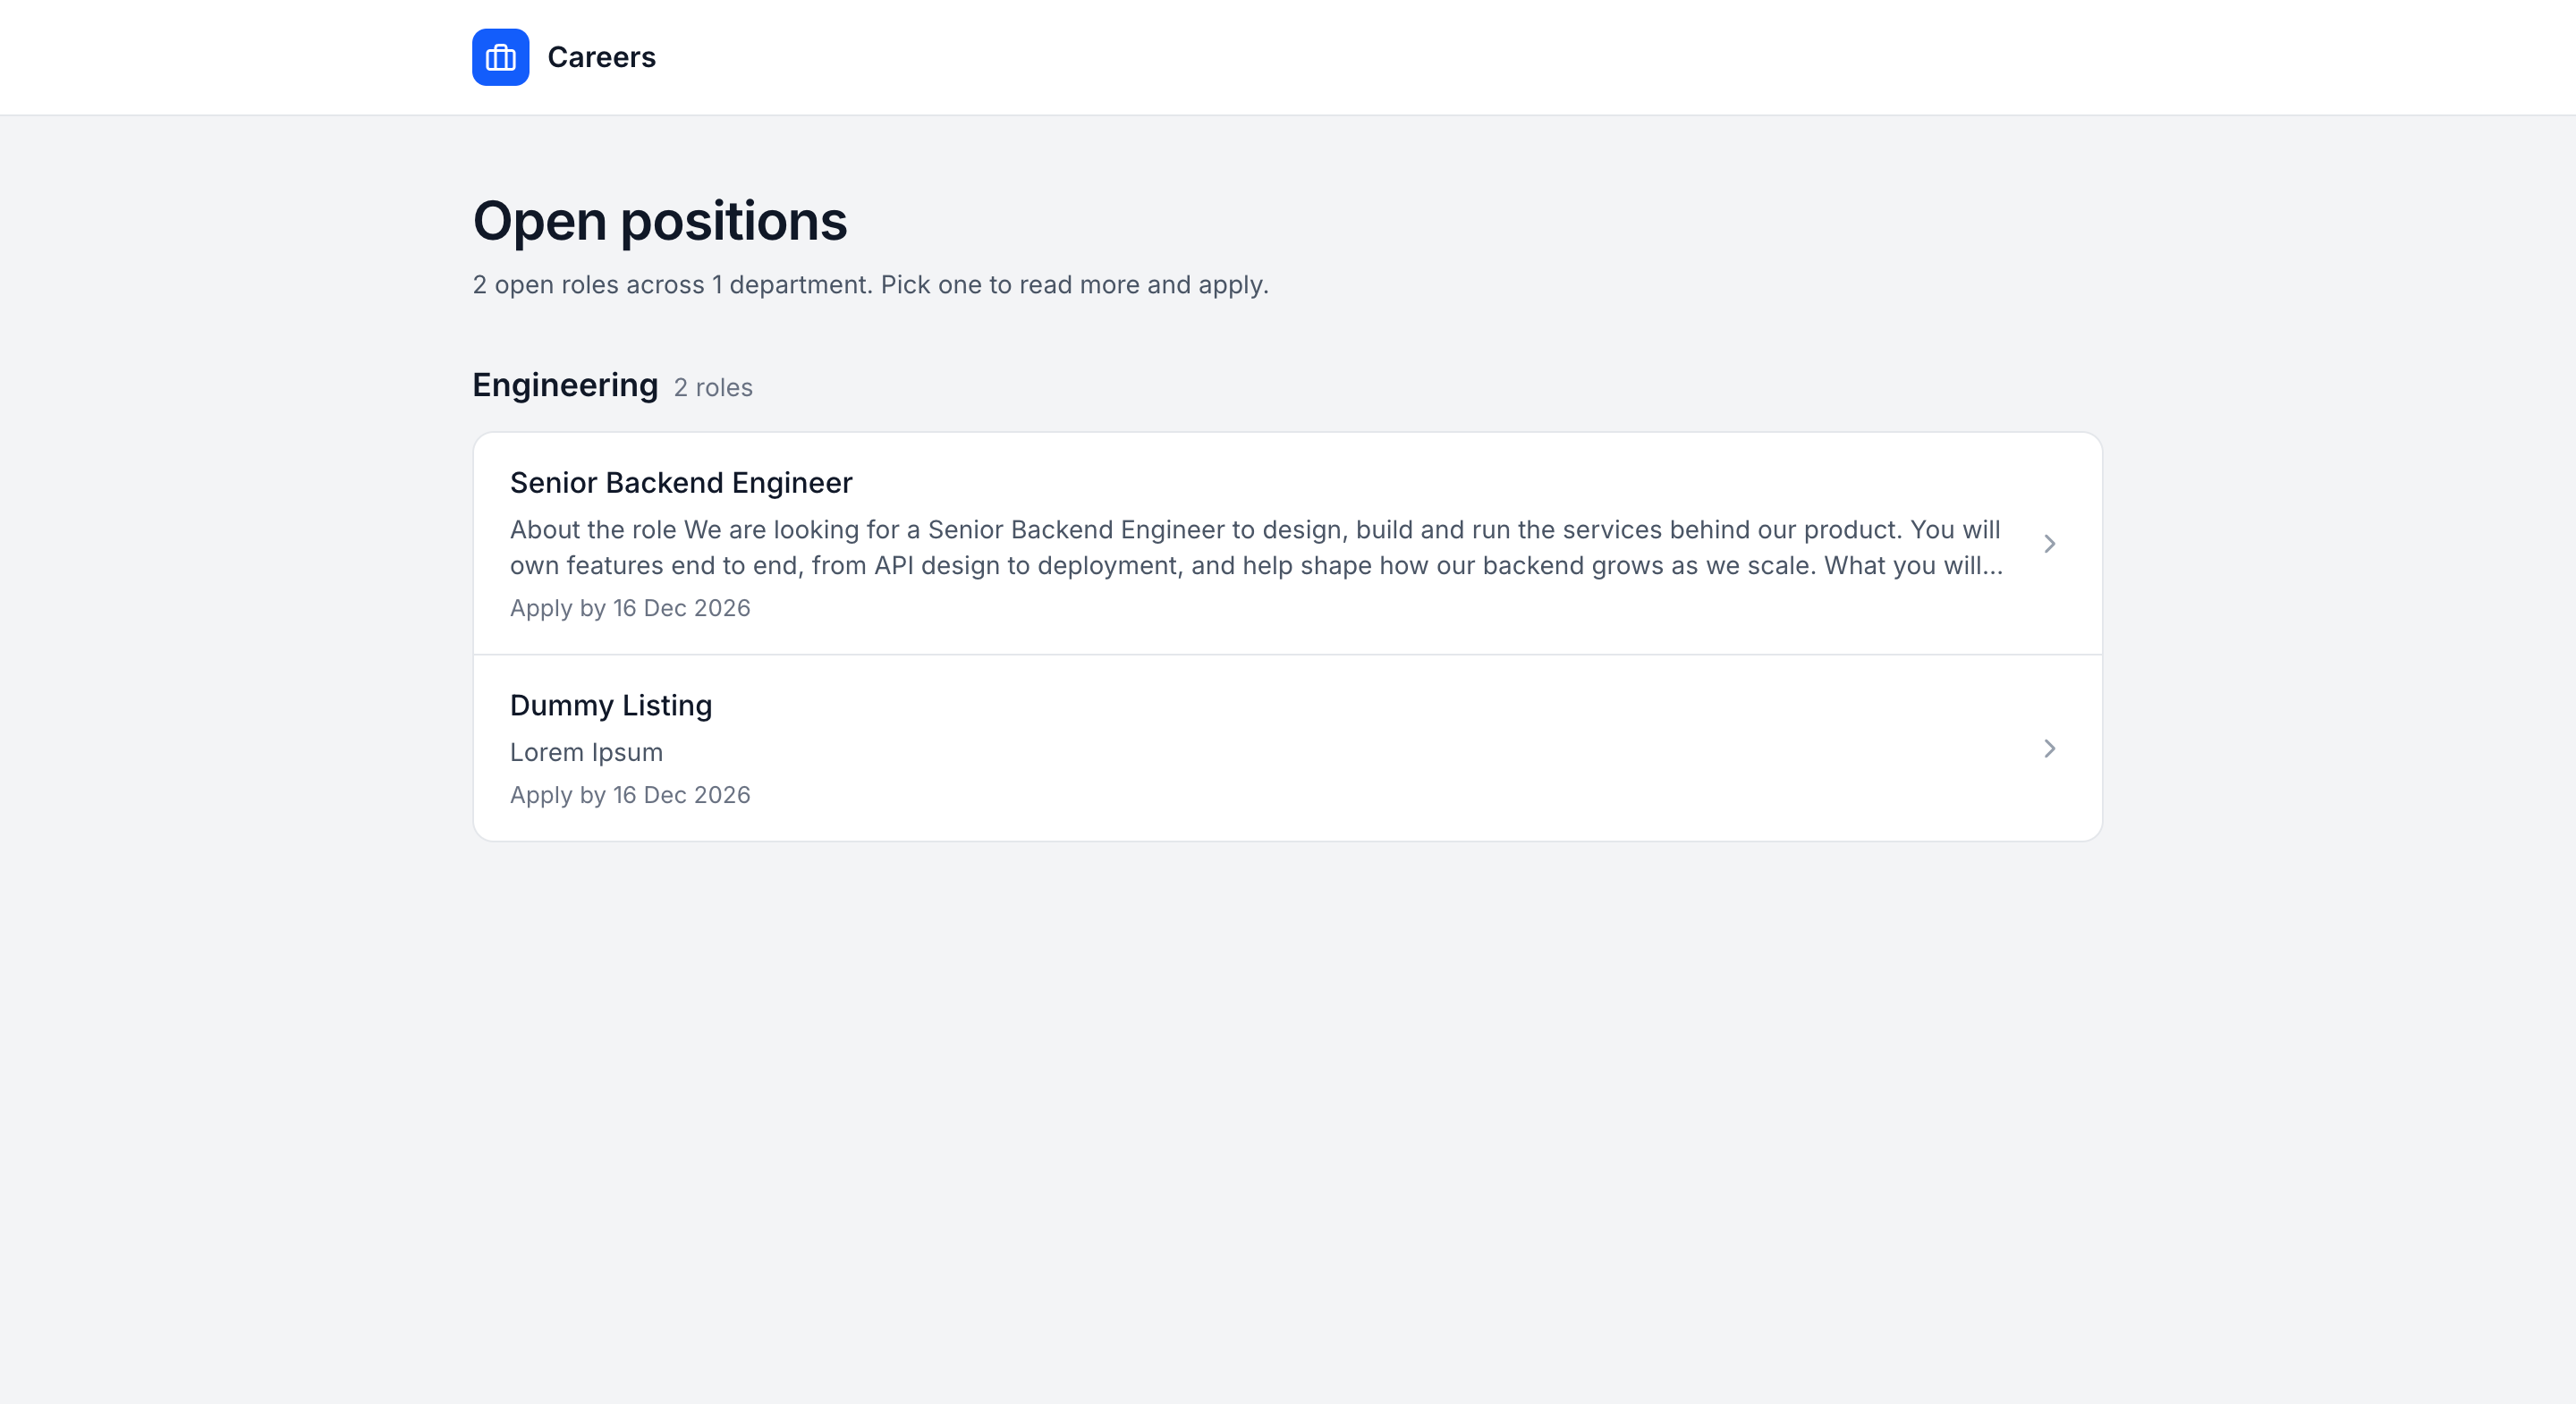 Careers
Open positions
2 open roles across 1 department. Pick one to read more and apply.
Engineering 2 roles
Senior Backend Engineer
About the role We are looking for a Senior Backend Engineer to design, build and run the services behind our product. You will
own features end to end, from API design to deployment, and help shape how our backend grows as we scale. What you will...
Apply by 16 Dec 2026
Dummy Listing
Lorem Ipsum
Apply by 16 Dec 2026